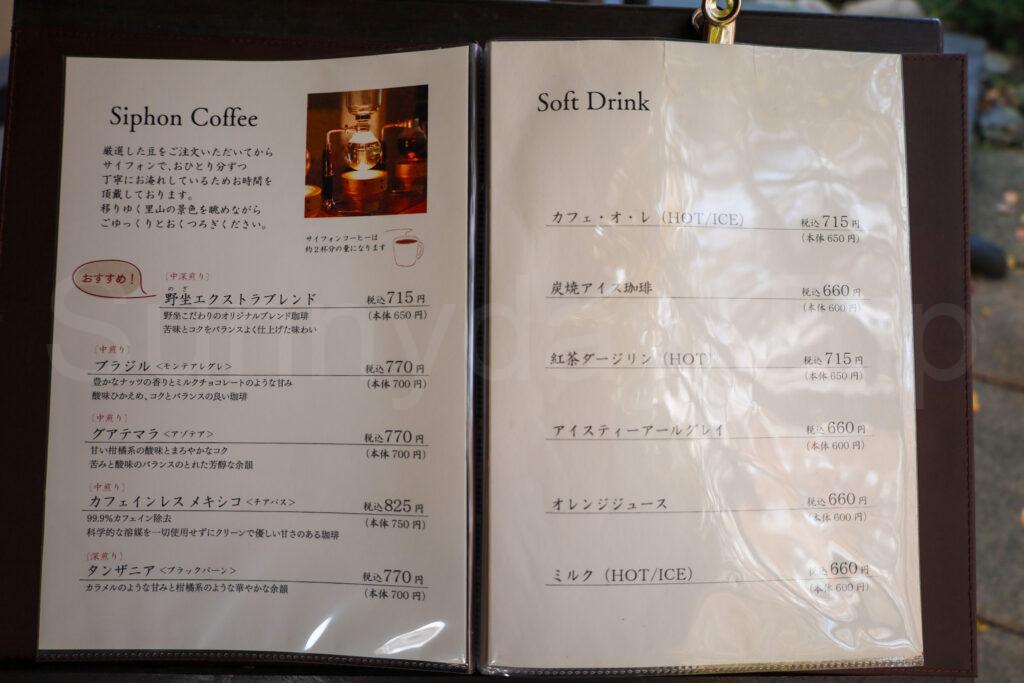 Siphon Coffee
厳選した豆をご注文いただいてから
サイフォンで、おひとり分ずつ
丁寧にお淹れしているためお時間を
頂戴しております。
移りゆく里山の景色を眺めながら
ごゆっくりとおくつろぎください。
サイフォンコーヒーは
約2杯分の量になります
おすすめ!
［中深煎り］
のざ
野坐エクストラブレンド 税込715円
野坐こだわりのオリジナルブレンド珈琲 (本体650円)
苦味とコクをバランスよく仕上げた味わい
［中煎り］
ブラジル＜モンテアレグレ＞ 税込770円
豊かなナッツの香りとミルクチョコレートのような甘み (本体700円)
酸味ひかえめ、コクとバランスの良い珈琲
［中煎り］
グアテマラ＜アゾテア＞ 税込770円
甘い柑橘系の酸味とまろやかなコク (本体700円)
苦みと酸味のバランスのとれた芳醇な余韻
［中煎り］
カフェインレス メキシコ＜チアパス＞ 税込825円
99.9%カフェイン除去 (本体750円)
科学的な溶媒を一切使用せずにクリーンで優しい甘さのある珈琲
［深煎り］
タンザニア＜ブラックバーン＞ 税込770円
カラメルのような甘みと柑橘系のような華やかな余韻 (本体700円)
Soft Drink
カフェ・オ・レ（HOT/ICE） 税込715円
(本体650円)
炭焼アイス珈琲 税込660円
(本体600円)
紅茶ダージリン（HOT） 税込715円
(本体650円)
アイスティーアールグレイ 税込660円
(本体600円)
オレンジジュース 税込660円
(本体600円)
ミルク（HOT/ICE） 税込660円
(本体600円)